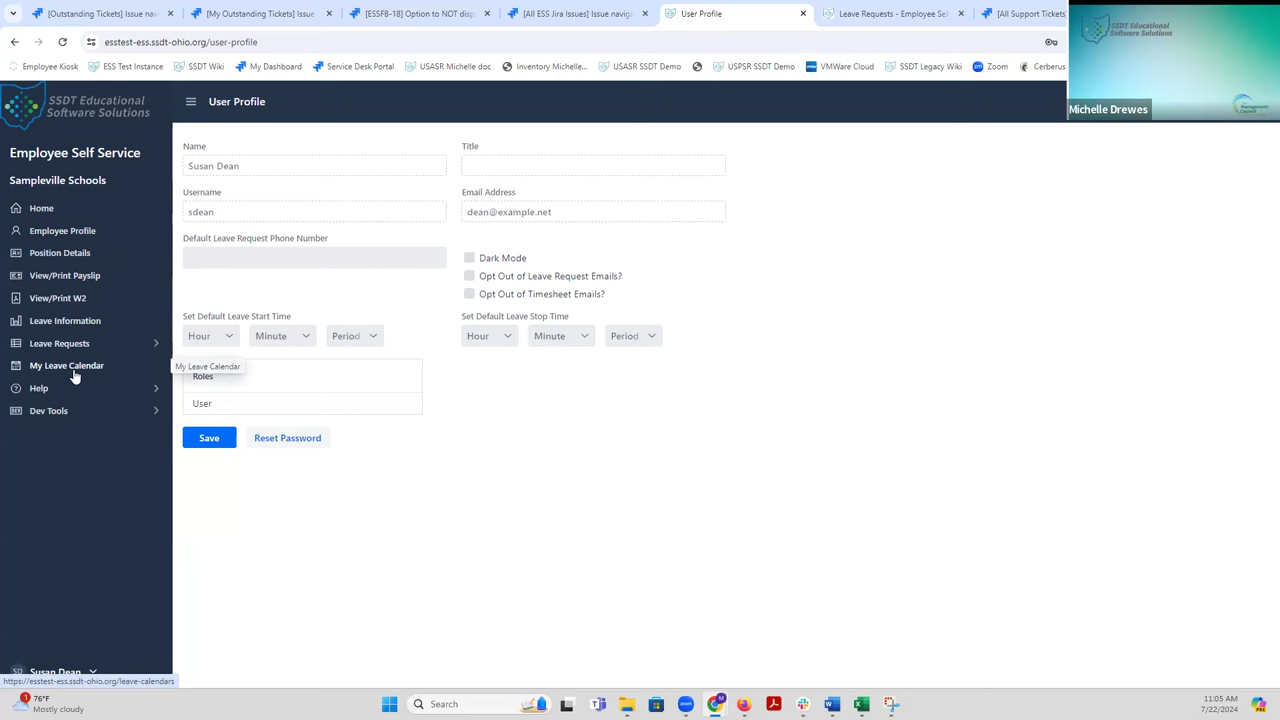 [Outstanding Tickets] Issue navi
[My Outstanding Tickets] Issue
[SSFB-18] Option to NOT disp
[All ESS Jira Issues] Issue navig
User Profile
Leave Requests - Employee Sel
[All Support Tickets
esstest-ess.ssdt-ohio.org/user-profile
Employee Kiosk
ESS Test Instance
SSDT Wiki
My Dashboard
Service Desk Portal
USASR Michelle doc
Inventory Michelle...
USASR SSDT Demo
USPSR SSDT Demo
VMWare Cloud
SSDT Legacy Wiki
Zoom
Cerberus
SSDT Educational
Software Solutions
Management
Council
Michelle Drewes
SSDT Educational
Software Solutions
User Profile
Employee Self Service
Sampleville Schools
Home
Employee Profile
Position Details
View/Print Payslip
View/Print W2
Leave Information
Leave Requests
My Leave Calendar
Help
Dev Tools
Susan Dean
https://esstest-ess.ssdt-ohio.org/leave-calendars
Name
Title
Susan Dean
Username
Email Address
sdean
dean@example.net
Default Leave Request Phone Number
Dark Mode
Opt Out of Leave Request Emails?
Opt Out of Timesheet Emails?
Set Default Leave Start Time
Set Default Leave Stop Time
Hour
Minute
Period
Hour
Minute
Period
My Leave Calendar
Roles
User
Save
Reset Password
1
76°F
Mostly cloudy
Search
11:05 AM
7/22/2024